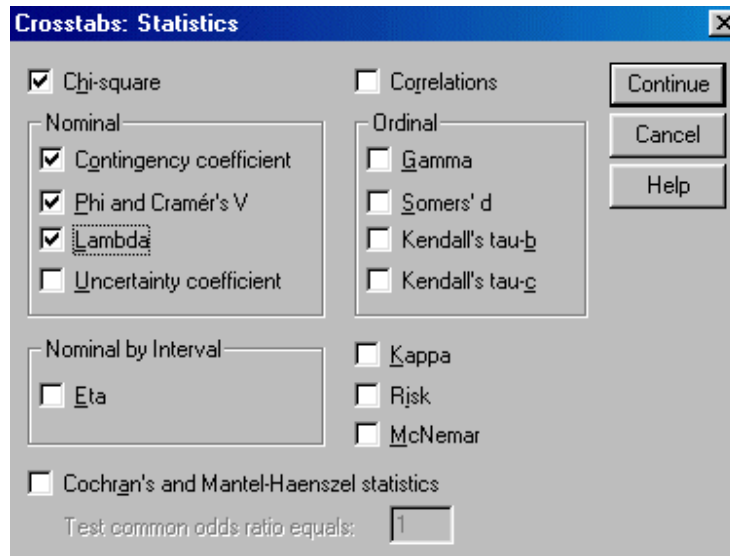 Crosstabs: Statistics
Chi-square
Correlations
Continue
Nominal
Contingency coefficient
Phi and Cramér's V
Lambda
Uncertainty coefficient
Ordinal
Gamma
Somers' d
Kendall's tau-b
Kendall's tau-c
Cancel
Help
Nominal by Interval
Eta
Kappa
Risk
McNemar
Cochran's and Mantel-Haenszel statistics
Test common odds ratio equals: 1